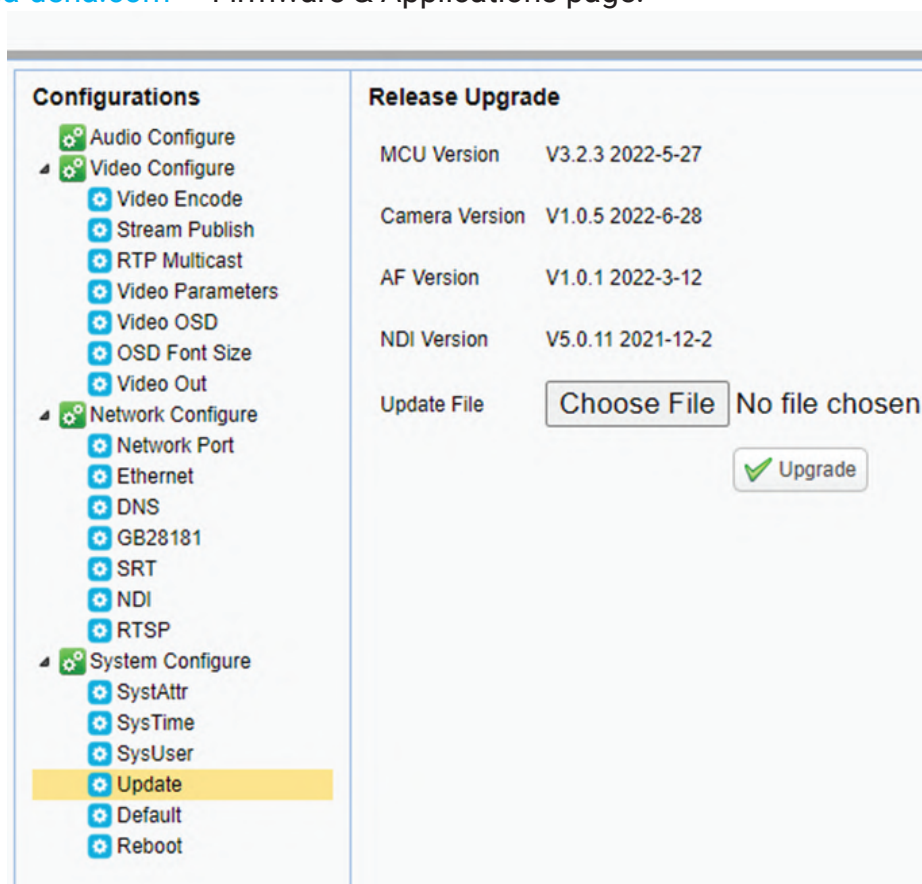 Firmware & Applications page.
Configurations
Audio Configure
Video Configure
Video Encode
Stream Publish
RTP Multicast
Video Parameters
Video OSD
OSD Font Size
Video Out
Network Configure
Network Port
Ethernet
DNS
GB28181
SRT
NDI
RTSP
System Configure
SystAttr
SysTime
SysUser
Update
Default
Reboot
Release Upgrade
MCU Version V3.2.3 2022-5-27
Camera Version V1.0.5 2022-6-28
AF Version V1.0.1 2022-3-12
NDI Version V5.0.11 2021-12-2
Update File Choose File No file chosen
Upgrade